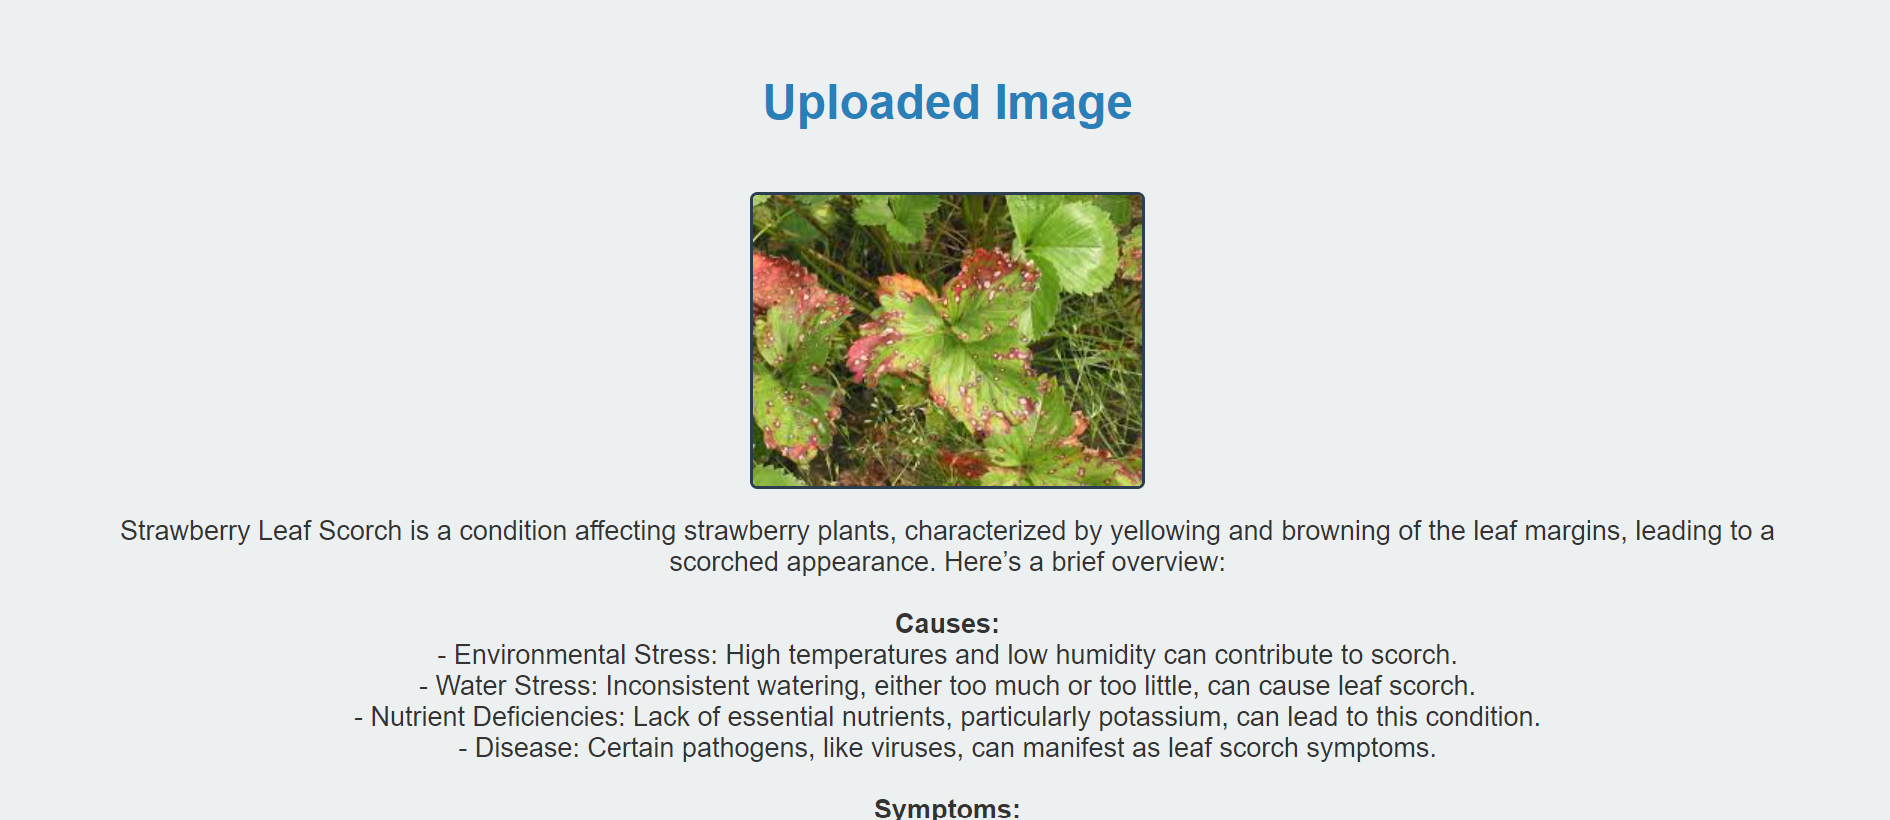 Uploaded Image
Strawberry Leaf Scorch is a condition affecting strawberry plants, characterized by yellowing and browning of the leaf margins, leading to a
scorched appearance. Here’s a brief overview:
Causes:
- Environmental Stress: High temperatures and low humidity can contribute to scorch.
- Water Stress: Inconsistent watering, either too much or too little, can cause leaf scorch.
- Nutrient Deficiencies: Lack of essential nutrients, particularly potassium, can lead to this condition.
- Disease: Certain pathogens, like viruses, can manifest as leaf scorch symptoms.
Symptoms: